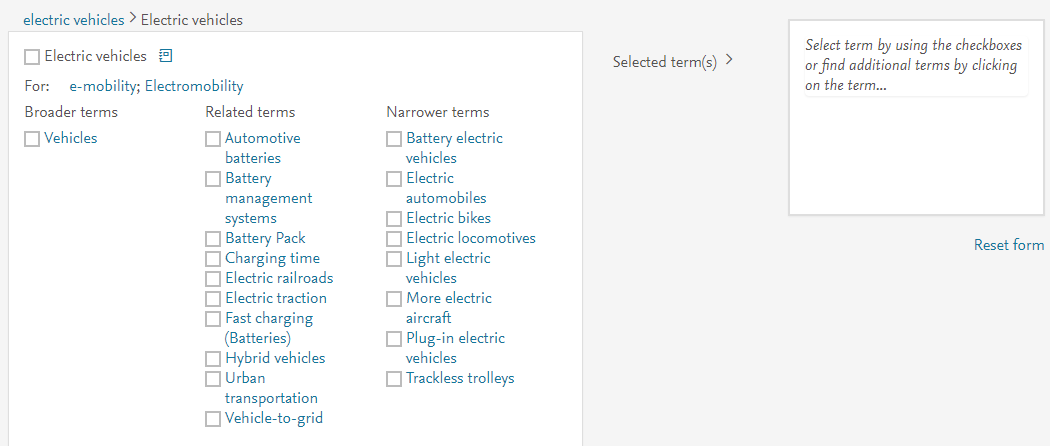 electric vehicles > Electric vehicles
Electric vehicles
For: e-mobility; Electromobility
Broader terms
Vehicles
Related terms
Automotive
batteries
Battery
management
systems
Battery Pack
Charging time
Electric railroads
Electric traction
Fast charging
(Batteries)
Hybrid vehicles
Urban
transportation
Vehicle-to-grid
Narrower terms
Battery electric
vehicles
Electric
automobiles
Electric bikes
Electric locomotives
Light electric
vehicles
More electric
aircraft
Plug-in electric
vehicles
Trackless trolleys
Selected term(s) >
Select term by using the checkboxes
or find additional terms by clicking
on the term...
Reset form